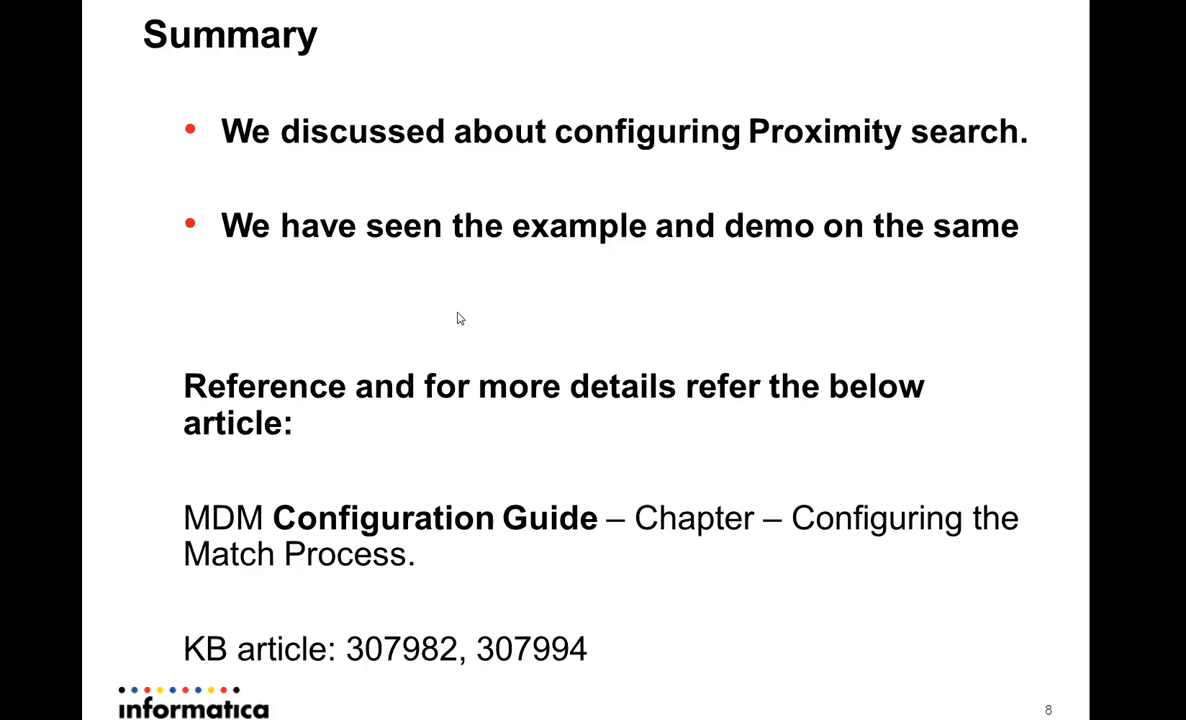 Summary
• We discussed about configuring Proximity search.
• We have seen the example and demo on the same
Reference and for more details refer the below
article:
MDM Configuration Guide – Chapter – Configuring the
Match Process.
KB article: 307982, 307994
informatica
8